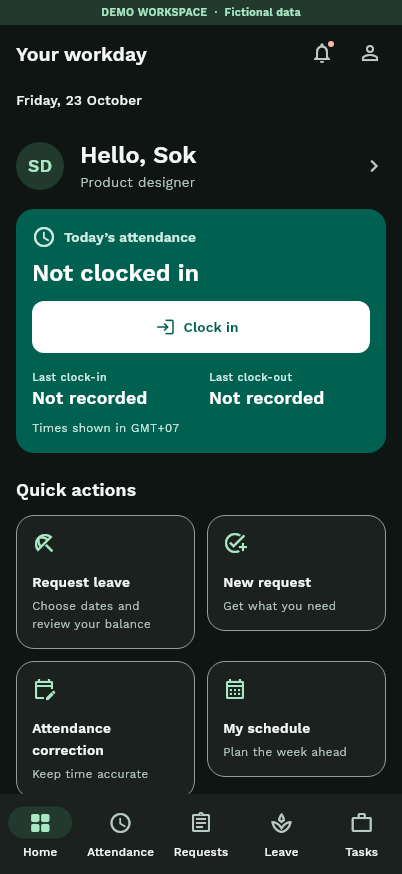 DEMO WORKSPACE · Fictional data
Your workday
Friday, 23 October
SD
Hello, Sok
Product designer
Today’s attendance
Not clocked in
Clock in
Last clock-in
Last clock-out
Not recorded
Not recorded
Times shown in GMT+07
Quick actions
Request leave
Choose dates and
review your balance
New request
Get what you need
Attendance
correction
Keep time accurate
My schedule
Plan the week ahead
Home
Attendance
Requests
Leave
Tasks